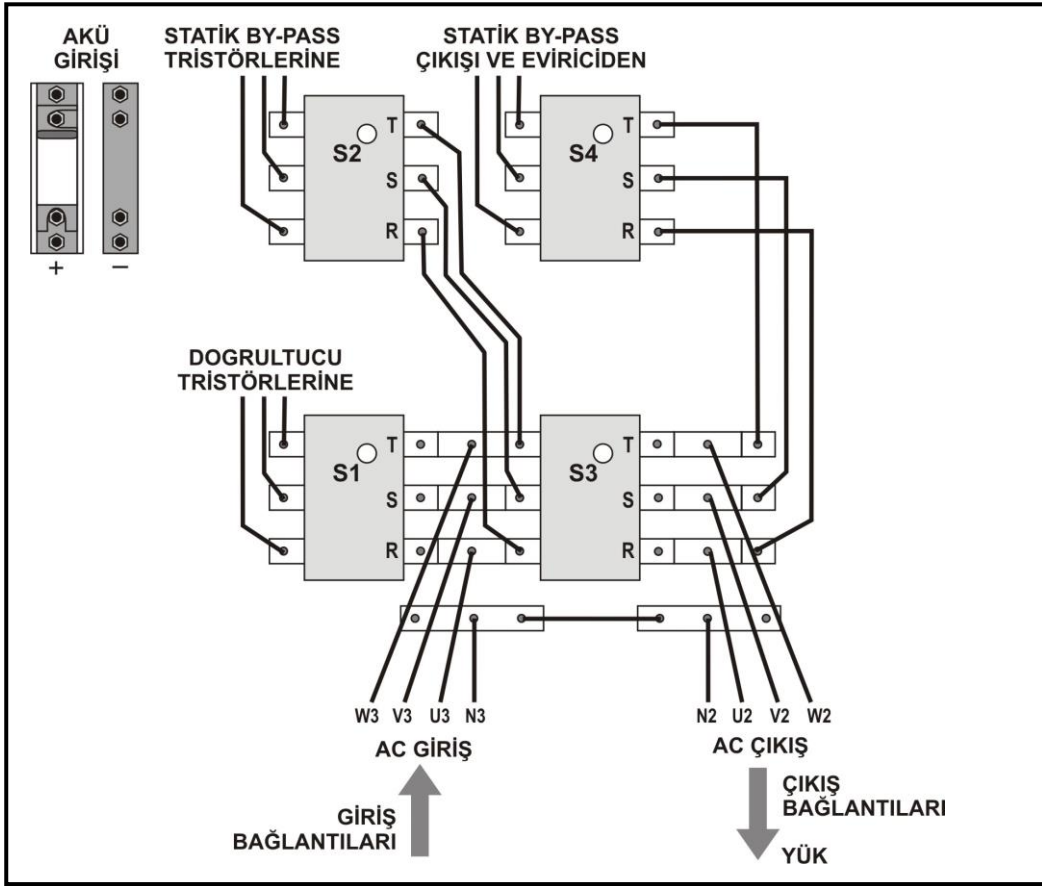 AKÜ
GİRİŞİ
+
–
STATİK BY-PASS
TRİSTÖRLERİNE
STATİK BY-PASS
ÇIKIŞI VE EVİRİCİDEN
S2
T
S
R
S4
T
S
R
DOGRULTUCU
TRİSTÖRLERİNE
S1
T
S
R
S3
T
S
R
W3 V3 U3 N3
AC GİRİŞ
GİRİŞ
BAĞLANTILARI
N2 U2 V2 W2
AC ÇIKIŞ
ÇIKIŞ
BAĞLANTILARI
YÜK